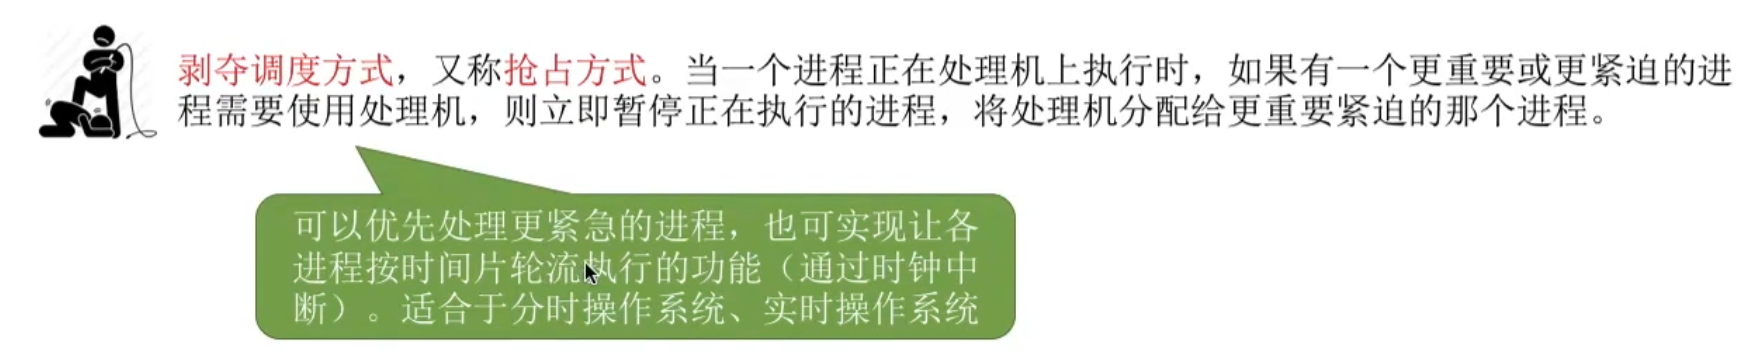 剥夺调度方式，又称抢占方式。当一个进程正在处理机上执行时，如果有一个更重要或更紧迫的进
程需要使用处理机，则立即暂停正在执行的进程，将处理机分配给更重要紧迫的那个进程。
可以优先处理更紧急的进程，也可实现让各
进程按时间片轮流执行的功能（通过时钟中
断）。适合于分时操作系统、实时操作系统